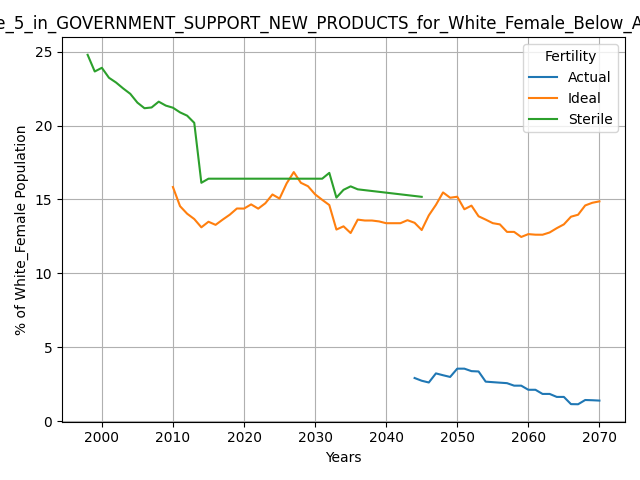 e_5_in_GOVERNMENT_SUPPORT_NEW_PRODUCTS_for_White_Female_Below_A
Fertility
Actual
Ideal
Sterile
% of White_Female Population
25
20
15
10
5
0
2000 2010 2020 2030 2040 2050 2060 2070
Years